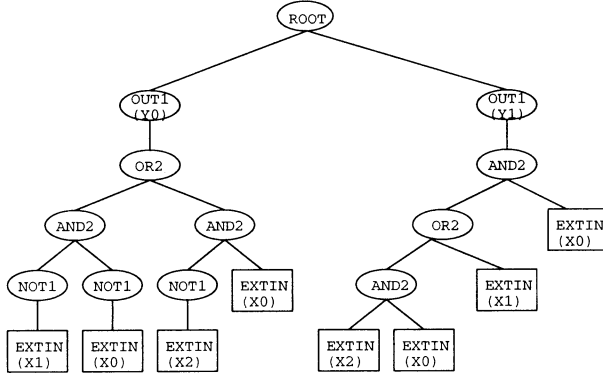 ROOT
OUT1
(Y0)
OUT1
(Y1)
OR2
AND2
AND2
AND2
OR2
EXTIN
(X0)
NOT1
NOT1
NOT1
EXTIN
(X0)
AND2
EXTIN
(X1)
EXTIN
(X1)
EXTIN
(X0)
EXTIN
(X2)
EXTIN
(X2)
EXTIN
(X0)